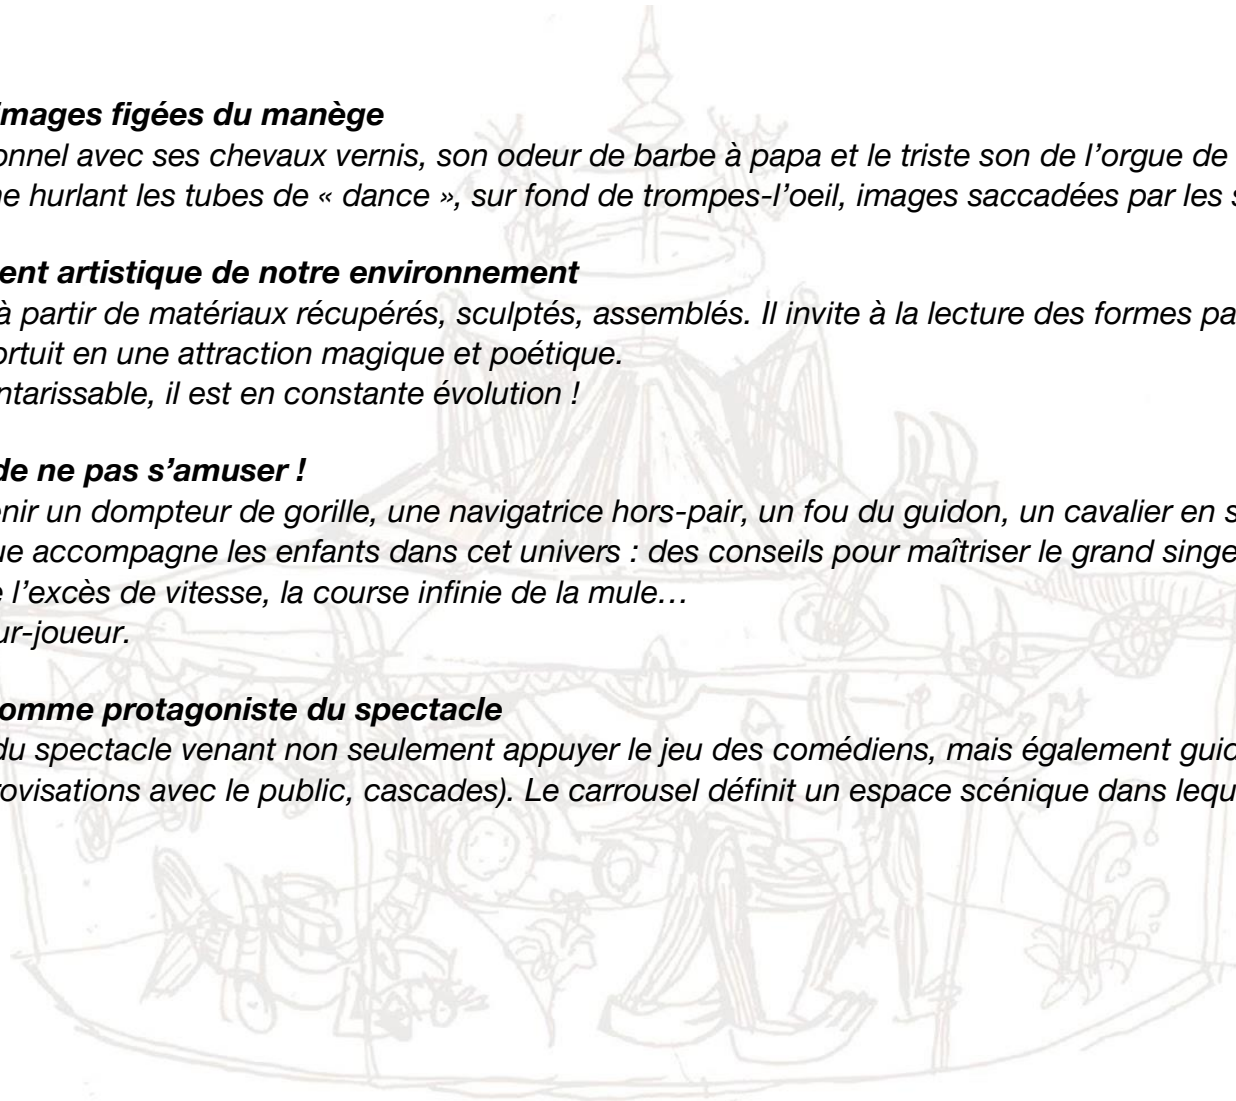 images figées du manège
onnel avec ses chevaux vernis, son odeur de barbe à papa et le triste son de l'orgue de
ne hurlant les tubes de « dance », sur fond de trompes-l'oeil, images saccadées par les s
ent artistique de notre environnement
à partir de matériaux récupérés, sculptés, assemblés. Il invite à la lecture des formes pa
ortuit en une attraction magique et poétique.
ntarissable, il est en constante évolution !
de ne pas s'amuser !
enir un dompteur de gorille, une navigatrice hors-pair, un fou du guidon, un cavalier en s
ue accompagne les enfants dans cet univers : des conseils pour maîtriser le grand singe
e l'excès de vitesse, la course infinie de la mule…
ur-joueur.
omme protagoniste du spectacle
du spectacle venant non seulement appuyer le jeu des comédiens, mais également guid
rovisations avec le public, cascades). Le carrousel définit un espace scénique dans lequ